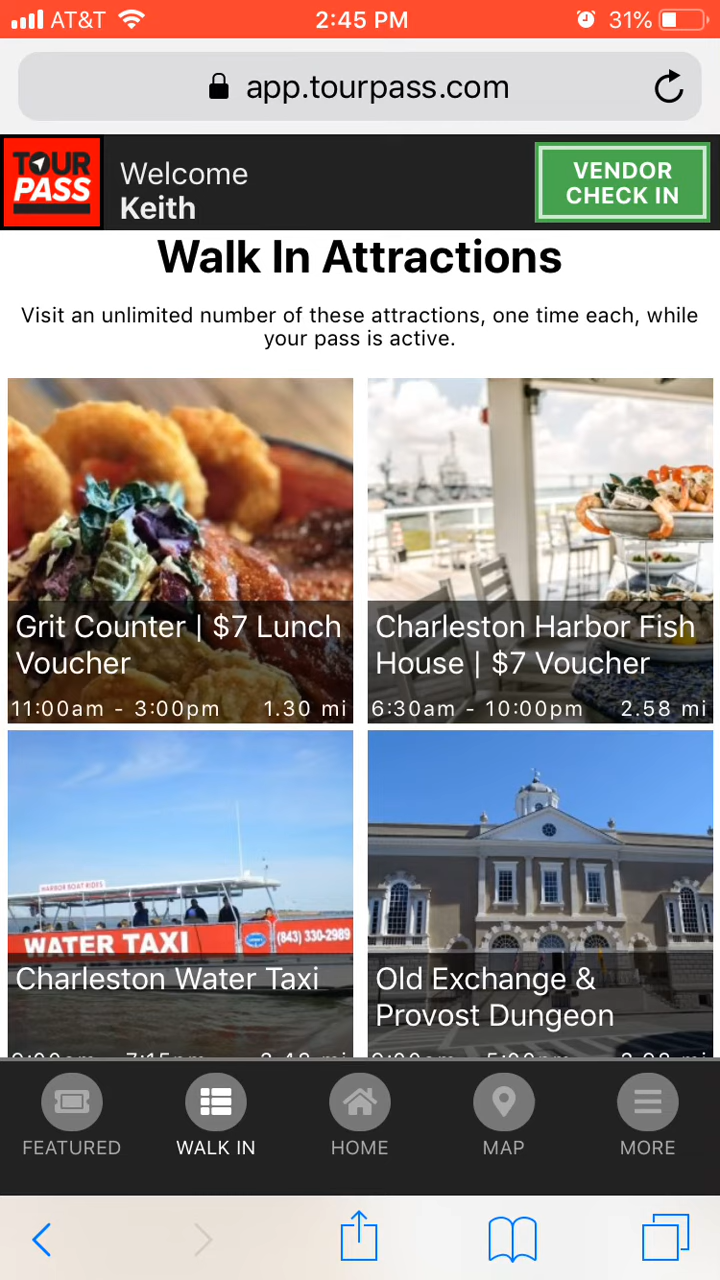 AT&T 2:45 PM 31%
app.tourpass.com
TOUR
PASS
Welcome
Keith
VENDOR
CHECK IN
Walk In Attractions
Visit an unlimited number of these attractions, one time each, while
your pass is active.
Grit Counter | $7 Lunch
Voucher
11:00am - 3:00pm 1.30 mi
Charleston Harbor Fish
House | $7 Voucher
6:30am - 10:00pm 2.58 mi
HARBOR BOAT RIDES
WATER TAXI (843) 330-2989
Charleston Water Taxi
Old Exchange &
Provost Dungeon
FEATURED
WALK IN
HOME
MAP
MORE